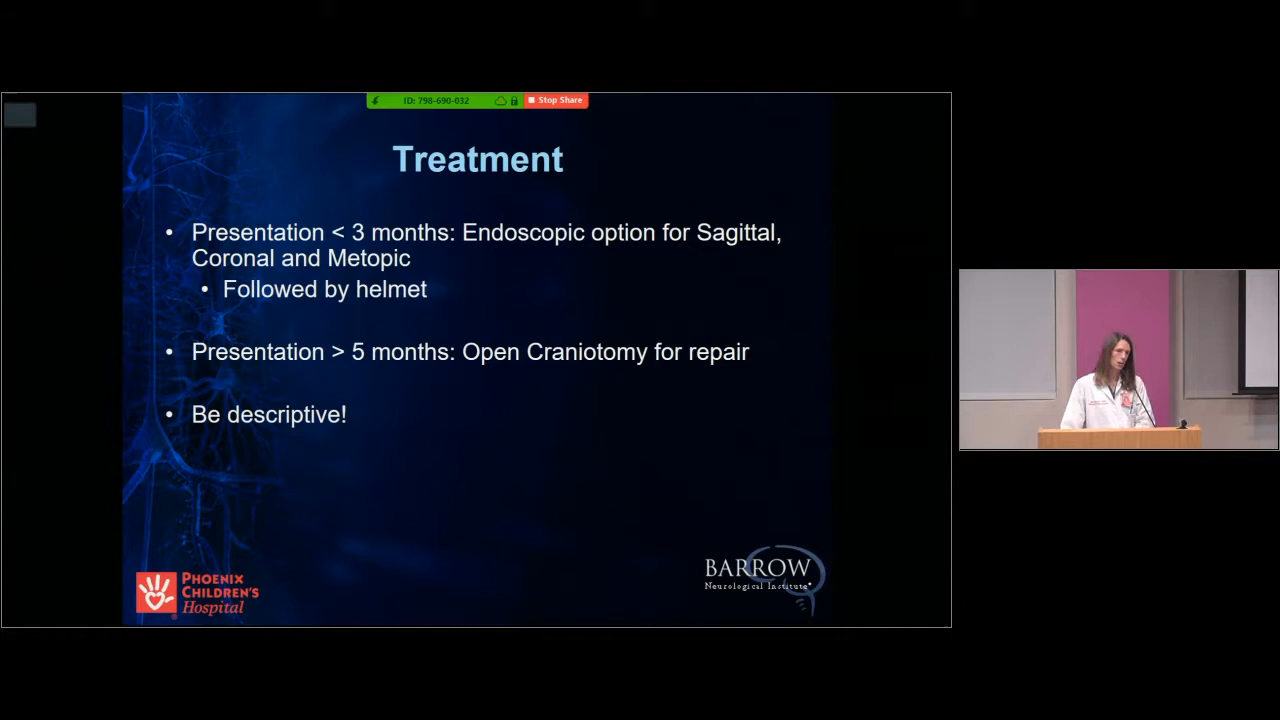 ID: 798-690-032
Stop Share
Treatment
• Presentation < 3 months: Endoscopic option for Sagittal,
Coronal and Metopic
• Followed by helmet
• Presentation > 5 months: Open Craniotomy for repair
• Be descriptive!
PHOENIX
CHILDREN'S
Hospital
BARROW
Neurological Institute®